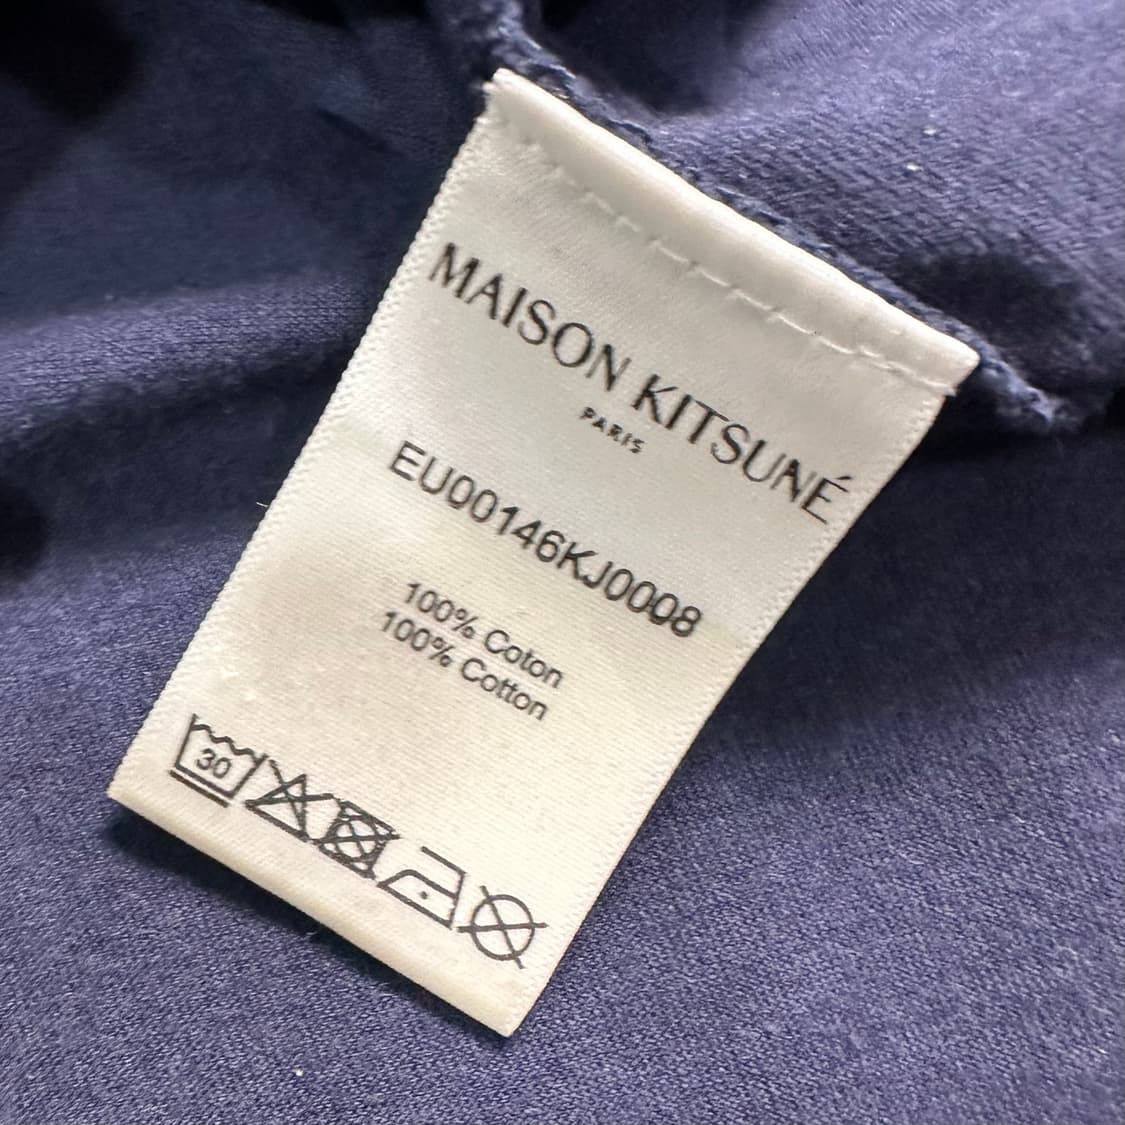 MAISON KITSUNÉ
PARIS
EU00146KJ0008
100% Coton
100% Cotton
30